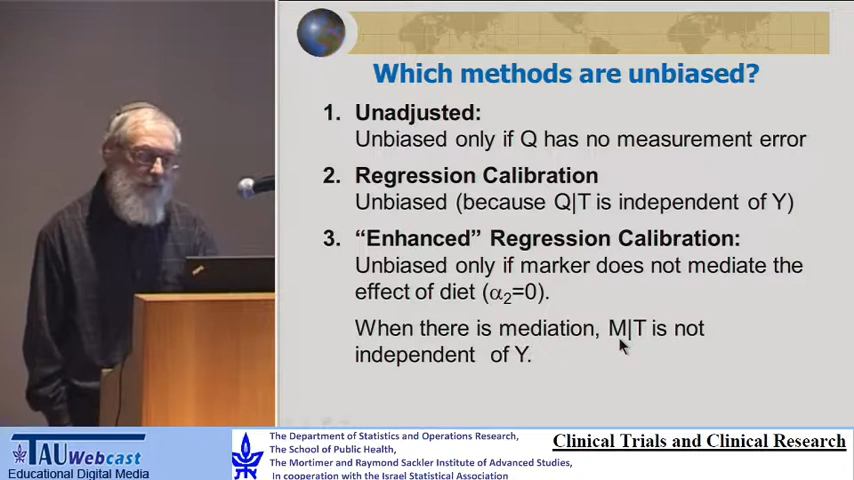 Which methods are unbiased?
1. Unadjusted:
Unbiased only if Q has no measurement error
2. Regression Calibration
Unbiased (because Q|T is independent of Y)
3. “Enhanced” Regression Calibration:
Unbiased only if marker does not mediate the
effect of diet (α₂=0).
When there is mediation, M|T is not
independent of Y.
TAU Webcast
Educational Digital Media
The Department of Statistics and Operations Research,
The School of Public Health,
The Mortimer and Raymond Sackler Institute of Advanced Studies,
In cooperation with the Israel Statistical Association
Clinical Trials and Clinical Research